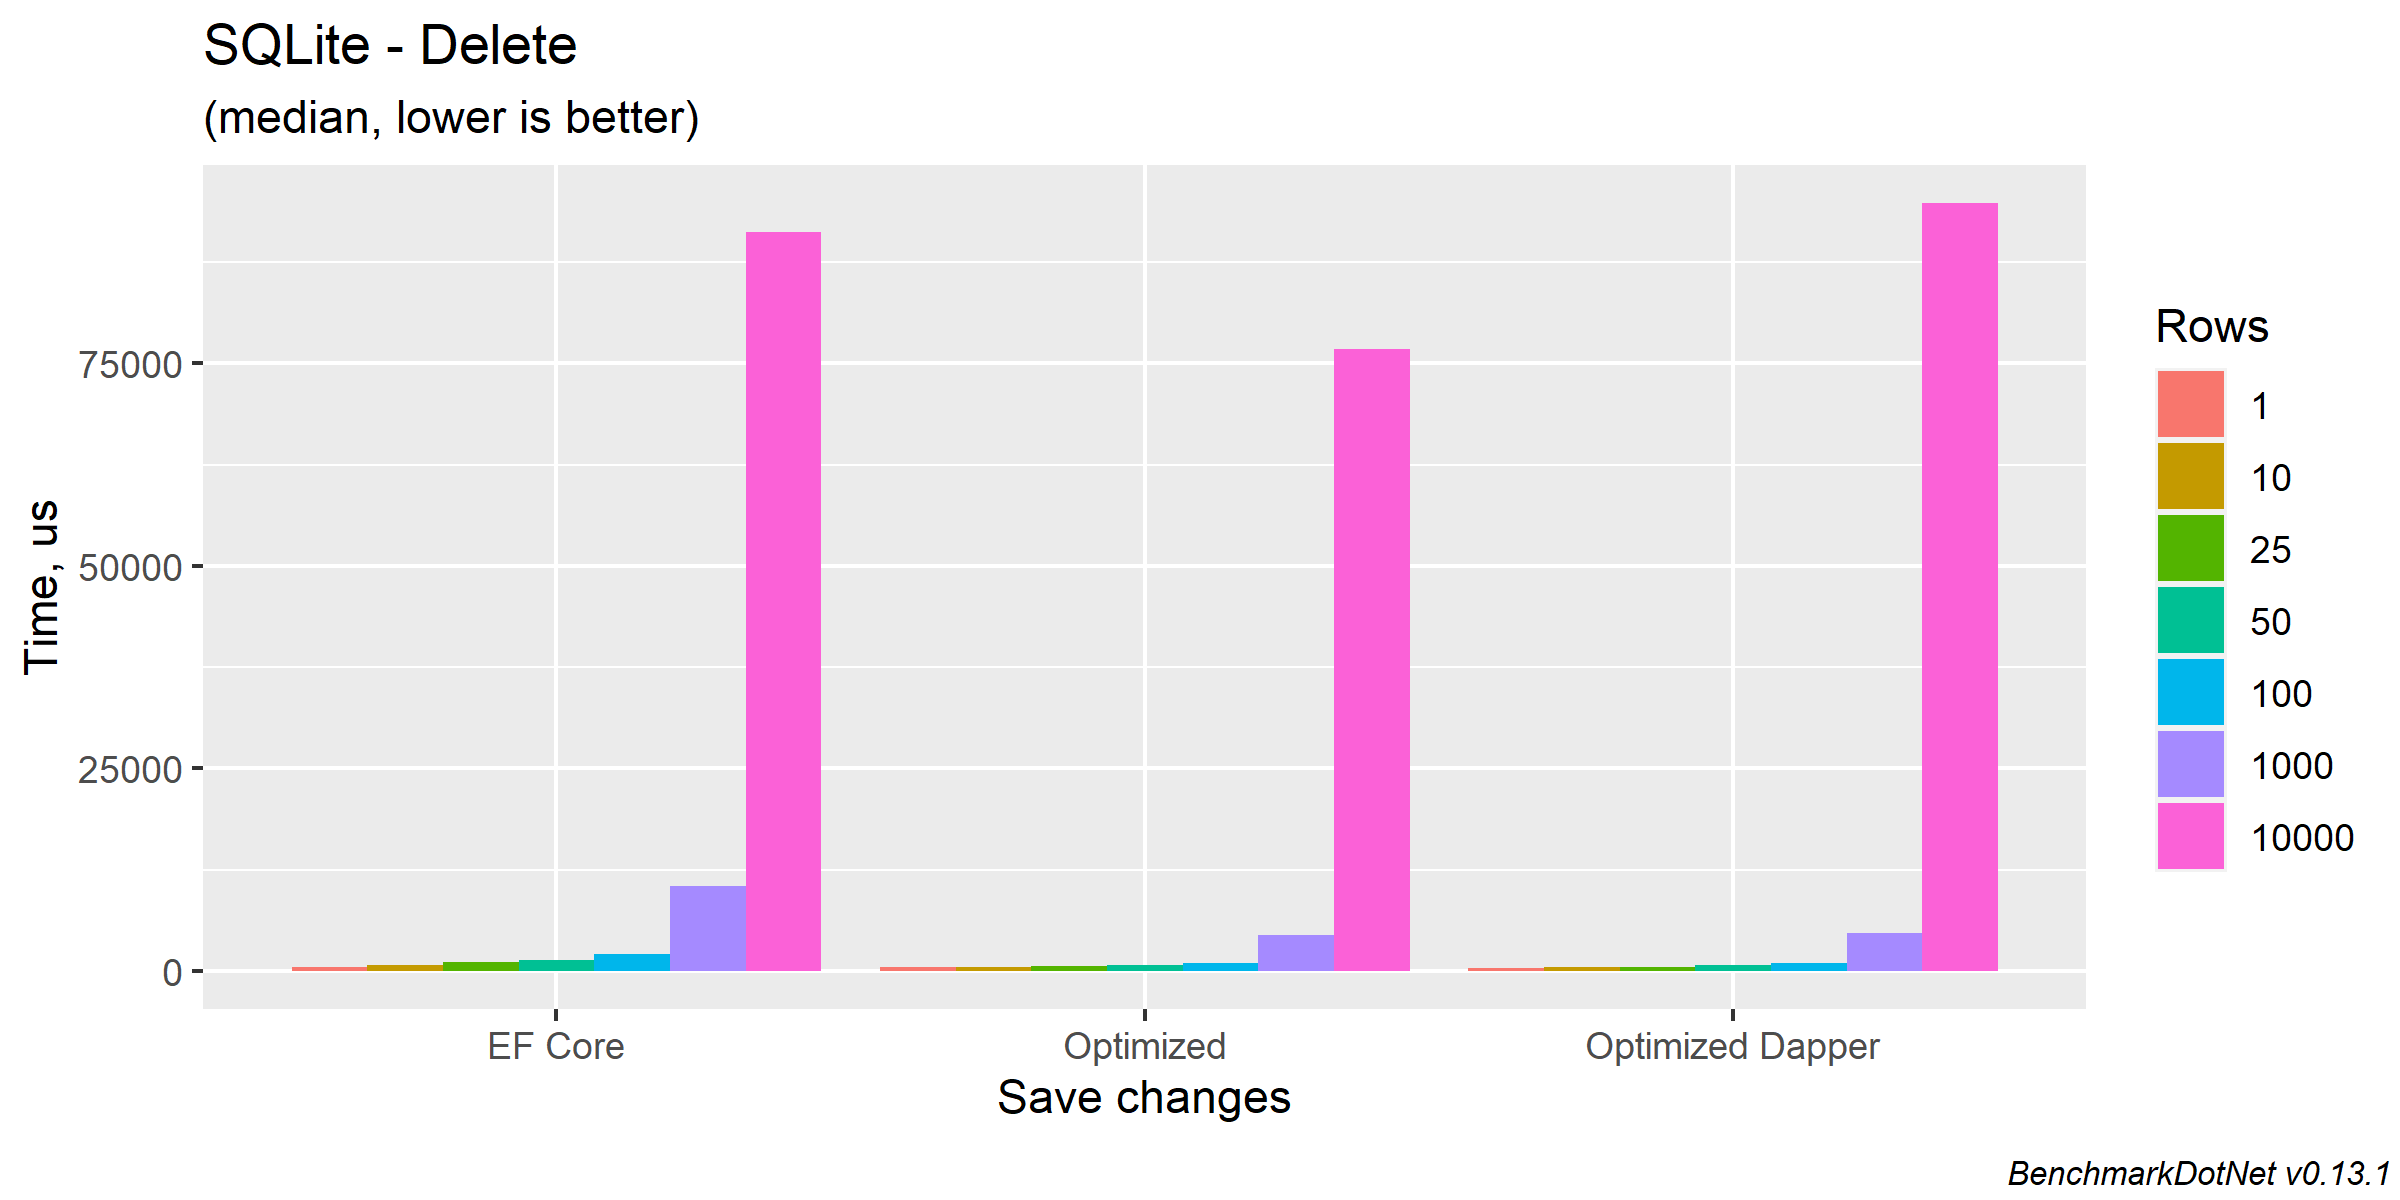 SQLite - Delete
(median, lower is better)
Time, us
75000
50000
25000
0
EF Core
Optimized
Optimized Dapper
Save changes
Rows
1
10
25
50
100
1000
10000
BenchmarkDotNet v0.13.1